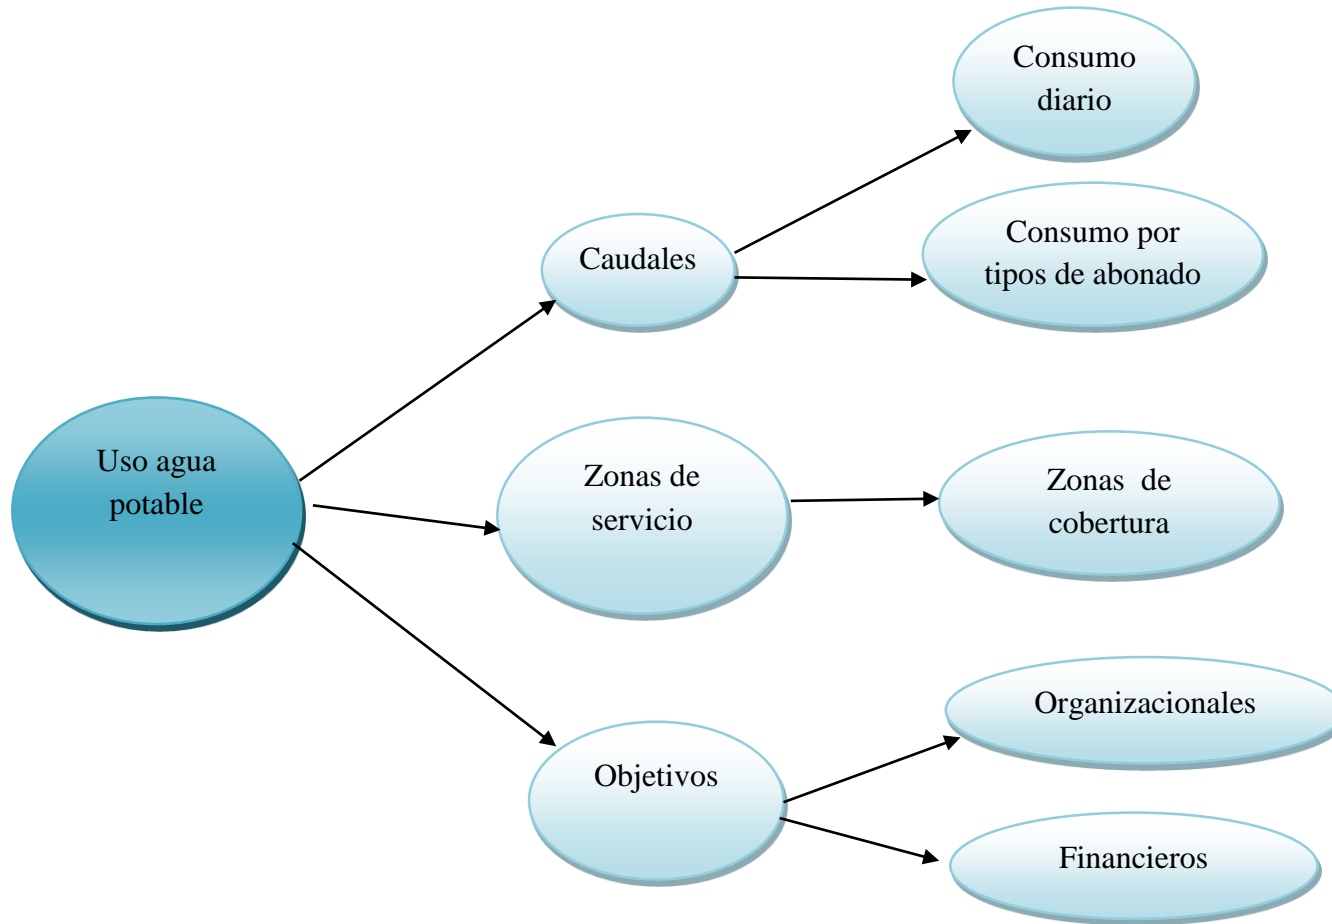 Consumo
diario
Consumo por
tipos de abonado
Caudales
Uso agua
potable
Zonas de
servicio
Zonas de
cobertura
Organizacionales
Objetivos
Financieros